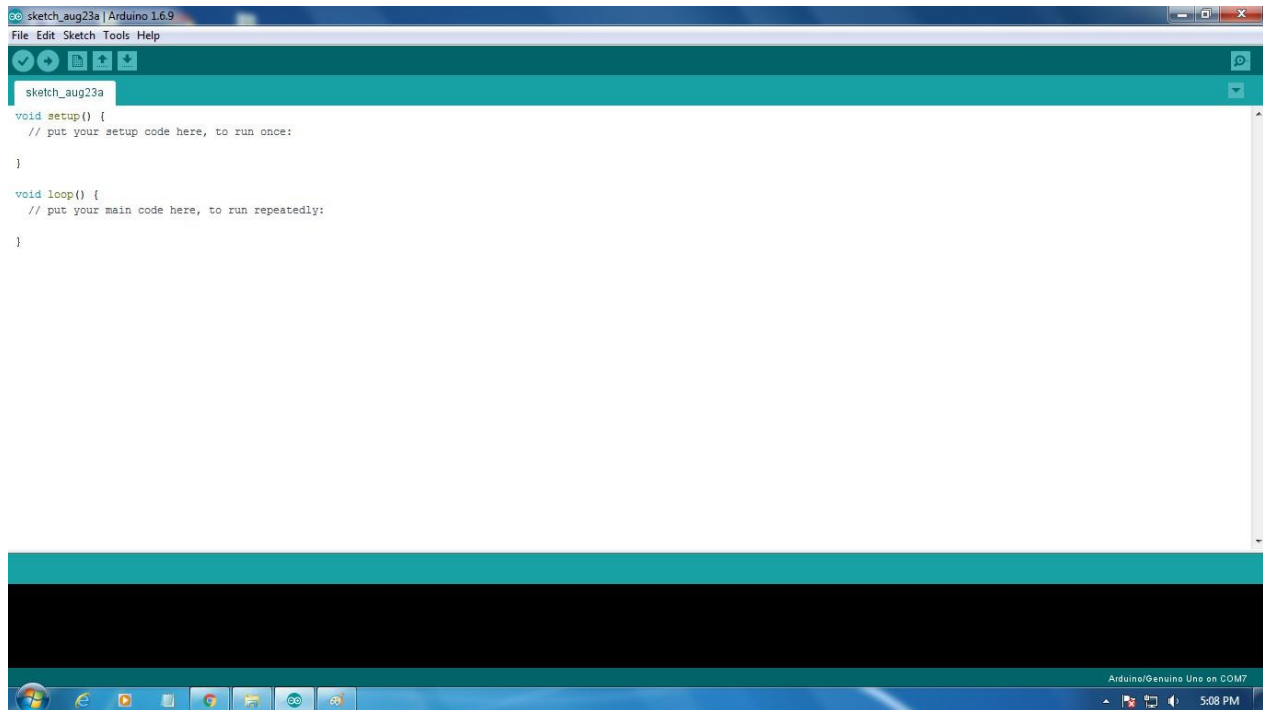 sketch_aug23a | Arduino 1.6.9
File Edit Sketch Tools Help
sketch_aug23a
void setup() {
  // put your setup code here, to run once:
}
void loop() {
  // put your main code here, to run repeatedly:
}
Arduino/Genuino Uno on COM7
5:08 PM